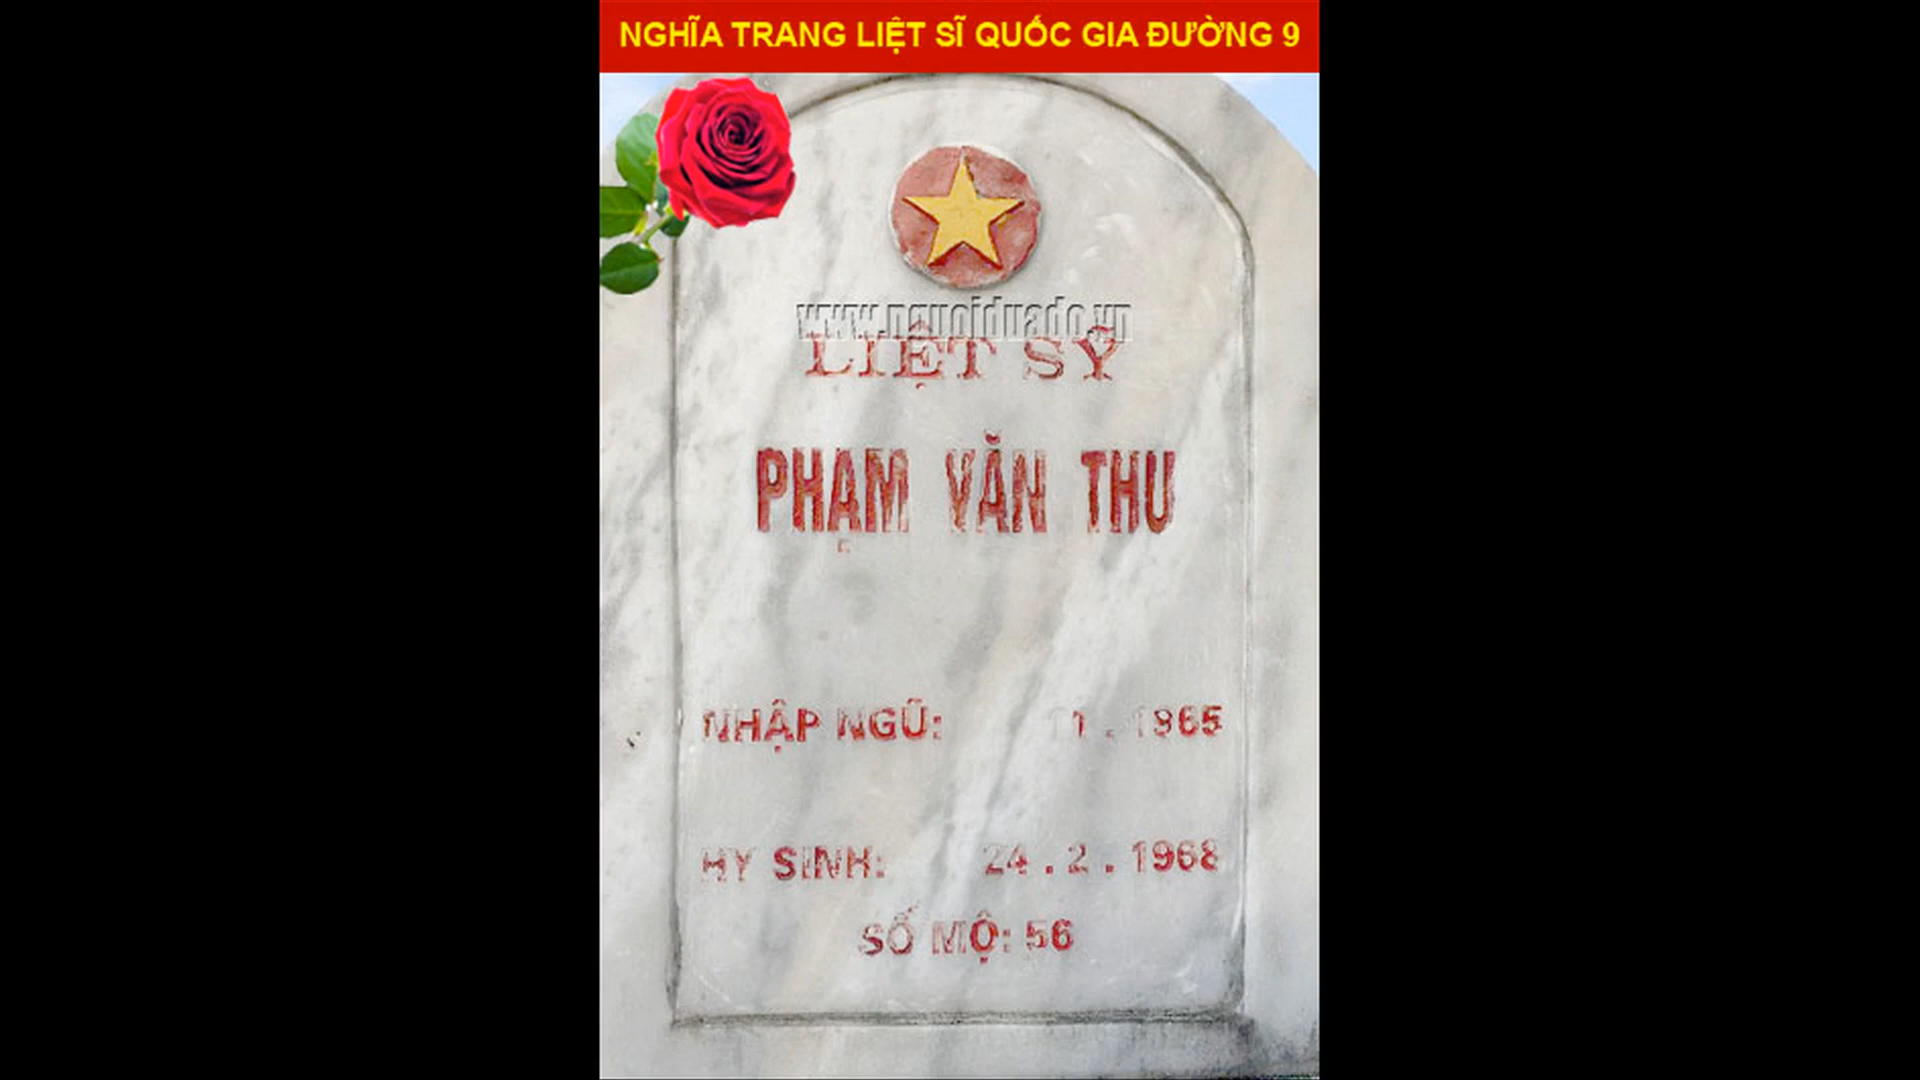 NGHĨA TRANG LIỆT SĨ QUỐC GIA ĐƯỜNG 9
www.nguoiduado.vn
LIỆT SỸ
PHẠM VĂN THU
NHẬP NGŨ: 11 . 1965
HY SINH: 24 . 2 . 1968
SỐ MỘ: 56